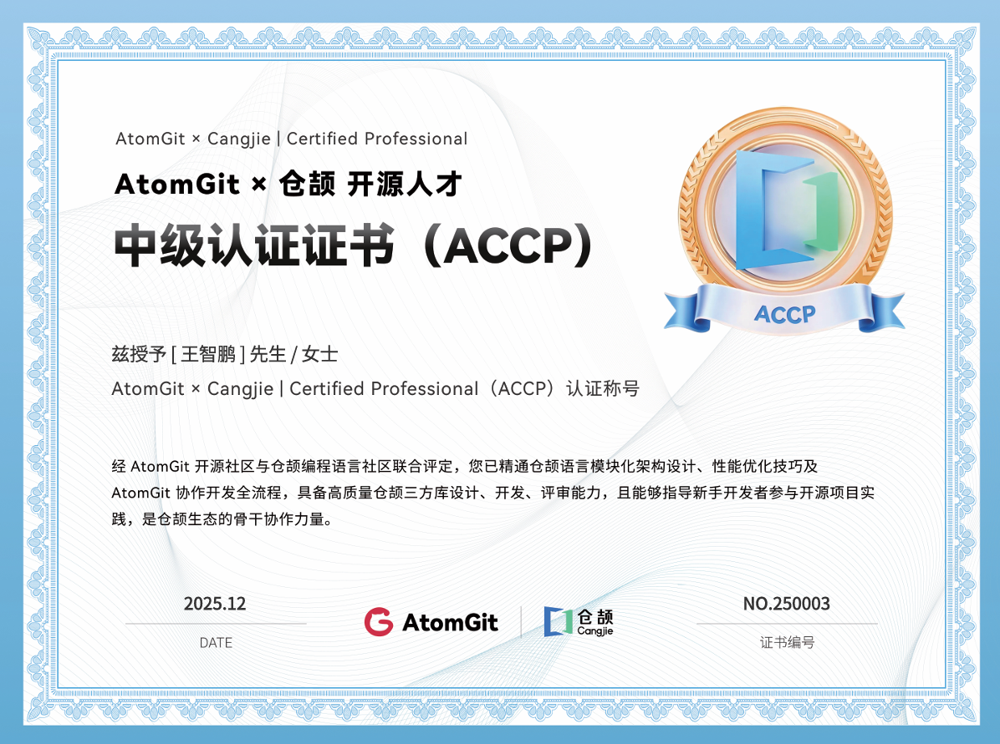 AtomGit × Cangjie | Certified Professional
AtomGit × 仓颉 开源人才
中级认证证书（ACCP）
ACCP
兹授予 [ 王智鹏 ] 先生 / 女士
AtomGit × Cangjie | Certified Professional（ACCP）认证称号
经 AtomGit 开源社区与仓颉编程语言社区联合评定，您已精通仓颉语言模块化架构设计、性能优化技巧及
AtomGit 协作开发全流程，具备高质量仓颉三方库设计、开发、评审能力，且能够指导新手开发者参与开源项目实
践，是仓颉生态的骨干协作力量。
2025.12
DATE
AtomGit
仓颉
Cangjie
NO.250003
证书编号